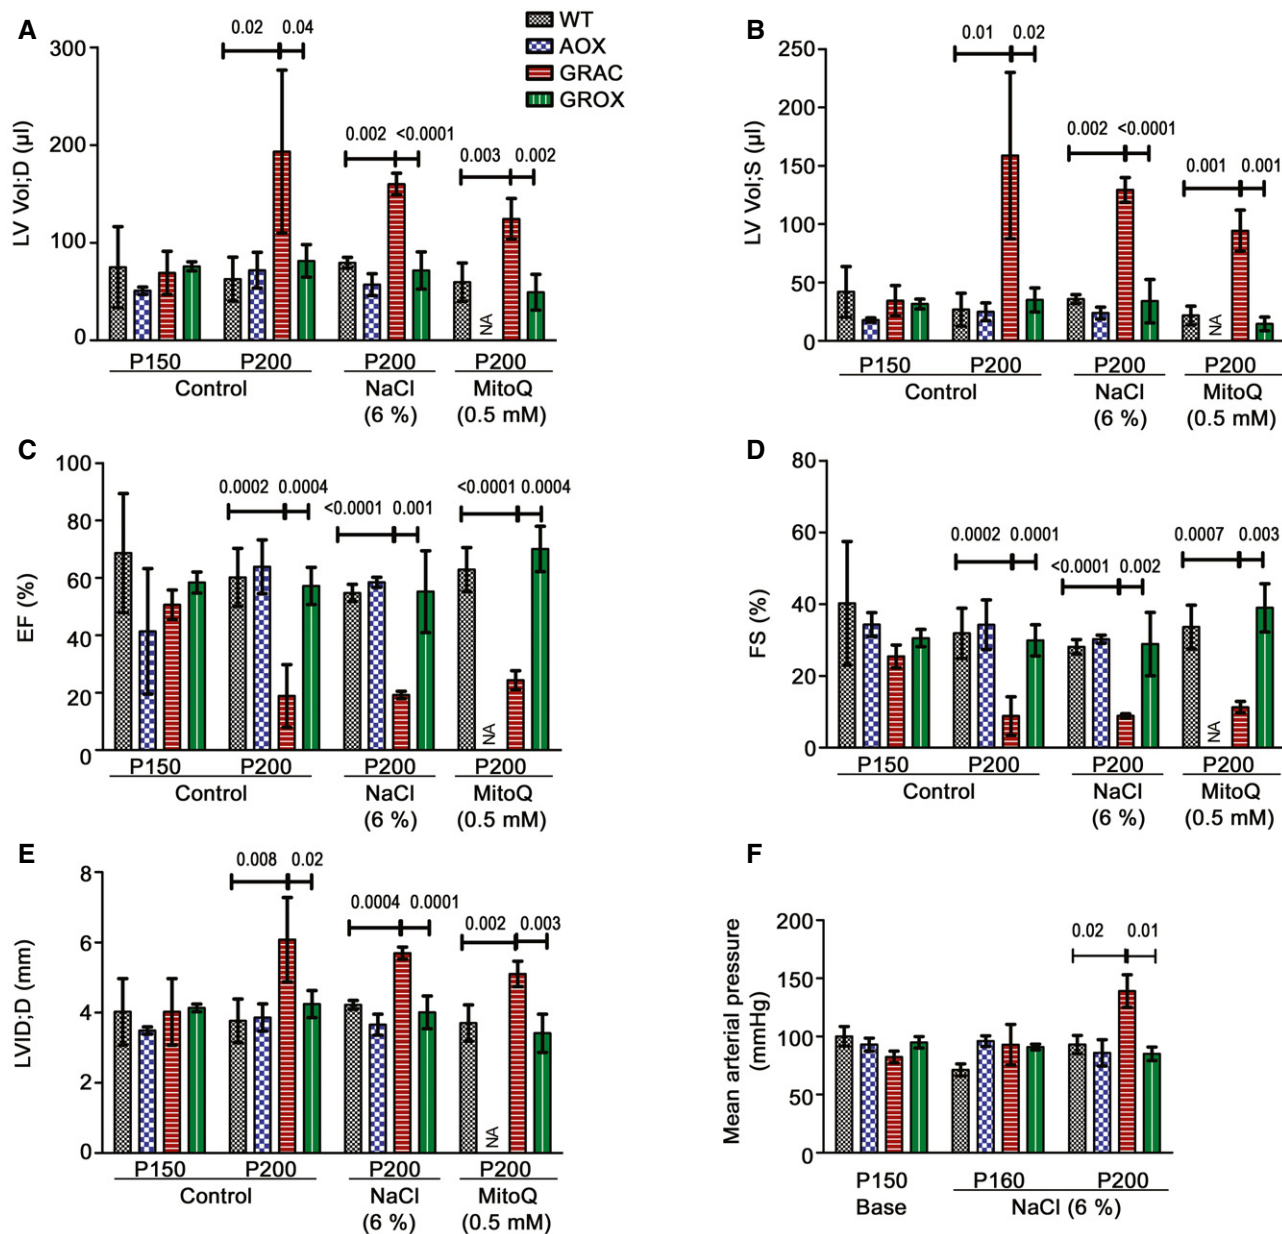 A
WT
AOX
GRAC
GROX
LV Vol;D (µl)
300
200
100
0
0.02 0.04
0.002 <0.0001
0.003 0.002
NA
P150 P200 P200 P200
Control NaCl MitoQ
(6 %) (0.5 mM)
B
LV Vol;S (µl)
250
200
150
100
50
0
0.01 0.02
0.002 <0.0001
0.001 0.001
NA
P150 P200 P200 P200
Control NaCl MitoQ
(6 %) (0.5 mM)
C
EF (%)
100
80
60
40
20
0
0.0002 0.0004
<0.0001 0.001
<0.0001 0.0004
NA
P150 P200 P200 P200
Control NaCl MitoQ
(6 %) (0.5 mM)
D
FS (%)
80
60
40
20
0
0.0002 0.0001
<0.0001 0.002
0.0007 0.003
NA
P150 P200 P200 P200
Control NaCl MitoQ
(6 %) (0.5 mM)
E
LVID;D (mm)
8
6
4
2
0
0.008 0.02
0.0004 0.0001
0.002 0.003
NA
P150 P200 P200 P200
Control NaCl MitoQ
(6 %) (0.5 mM)
F
Mean arterial pressure
(mmHg)
200
150
100
50
0
0.02 0.01
P150 P160 P200
Base NaCl (6 %)